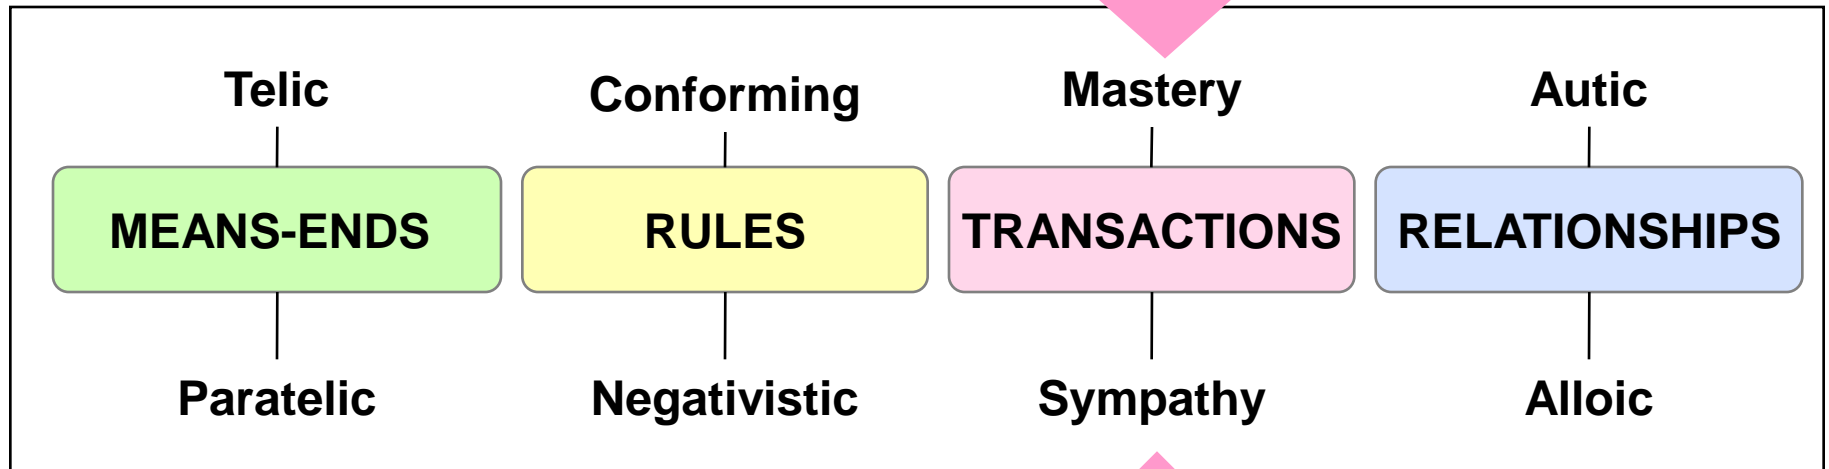 Telic Conforming Mastery Autic
MEANS-ENDS RULES TRANSACTIONS RELATIONSHIPS
Paratelic Negativistic Sympathy Alloic